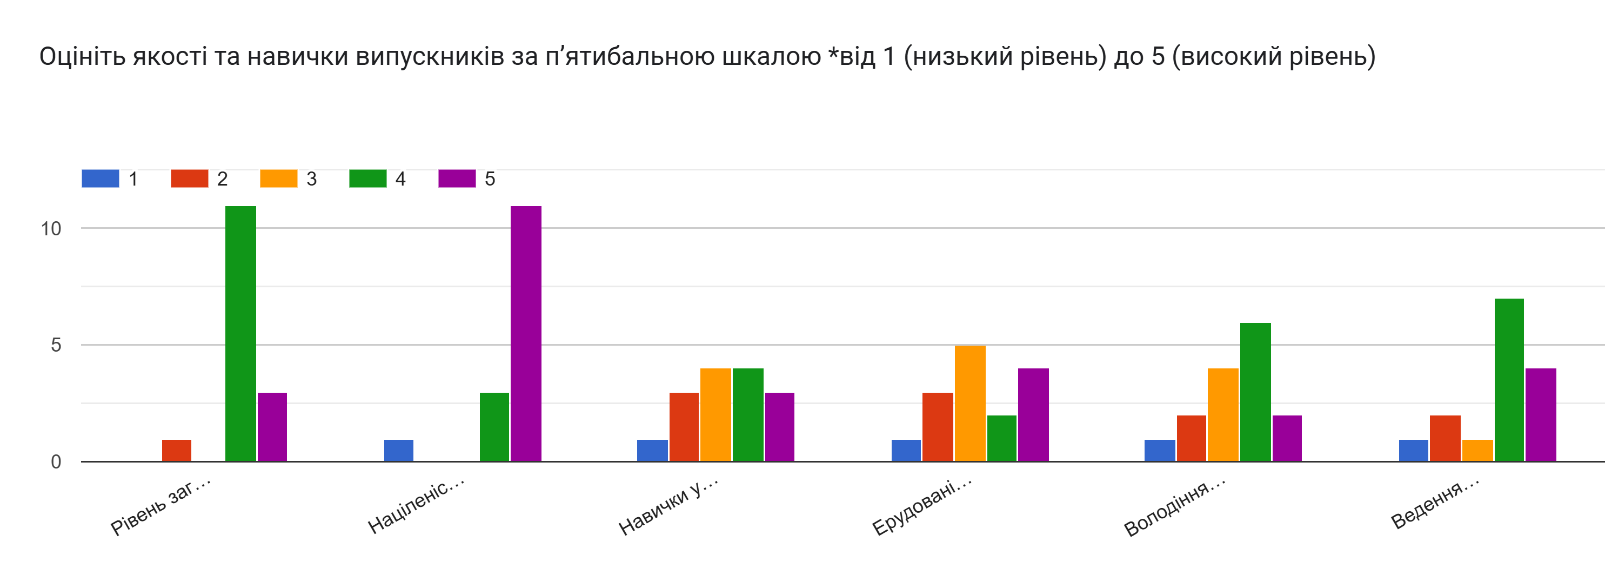 Оцініть якості та навички випускників за п’ятибальною шкалою *від 1 (низький рівень) до 5 (високий рівень)
1 2 3 4 5
10
5
0
Рівень заг…
Націленіс…
Навички у…
Ерудовані…
Володіння…
Ведення…